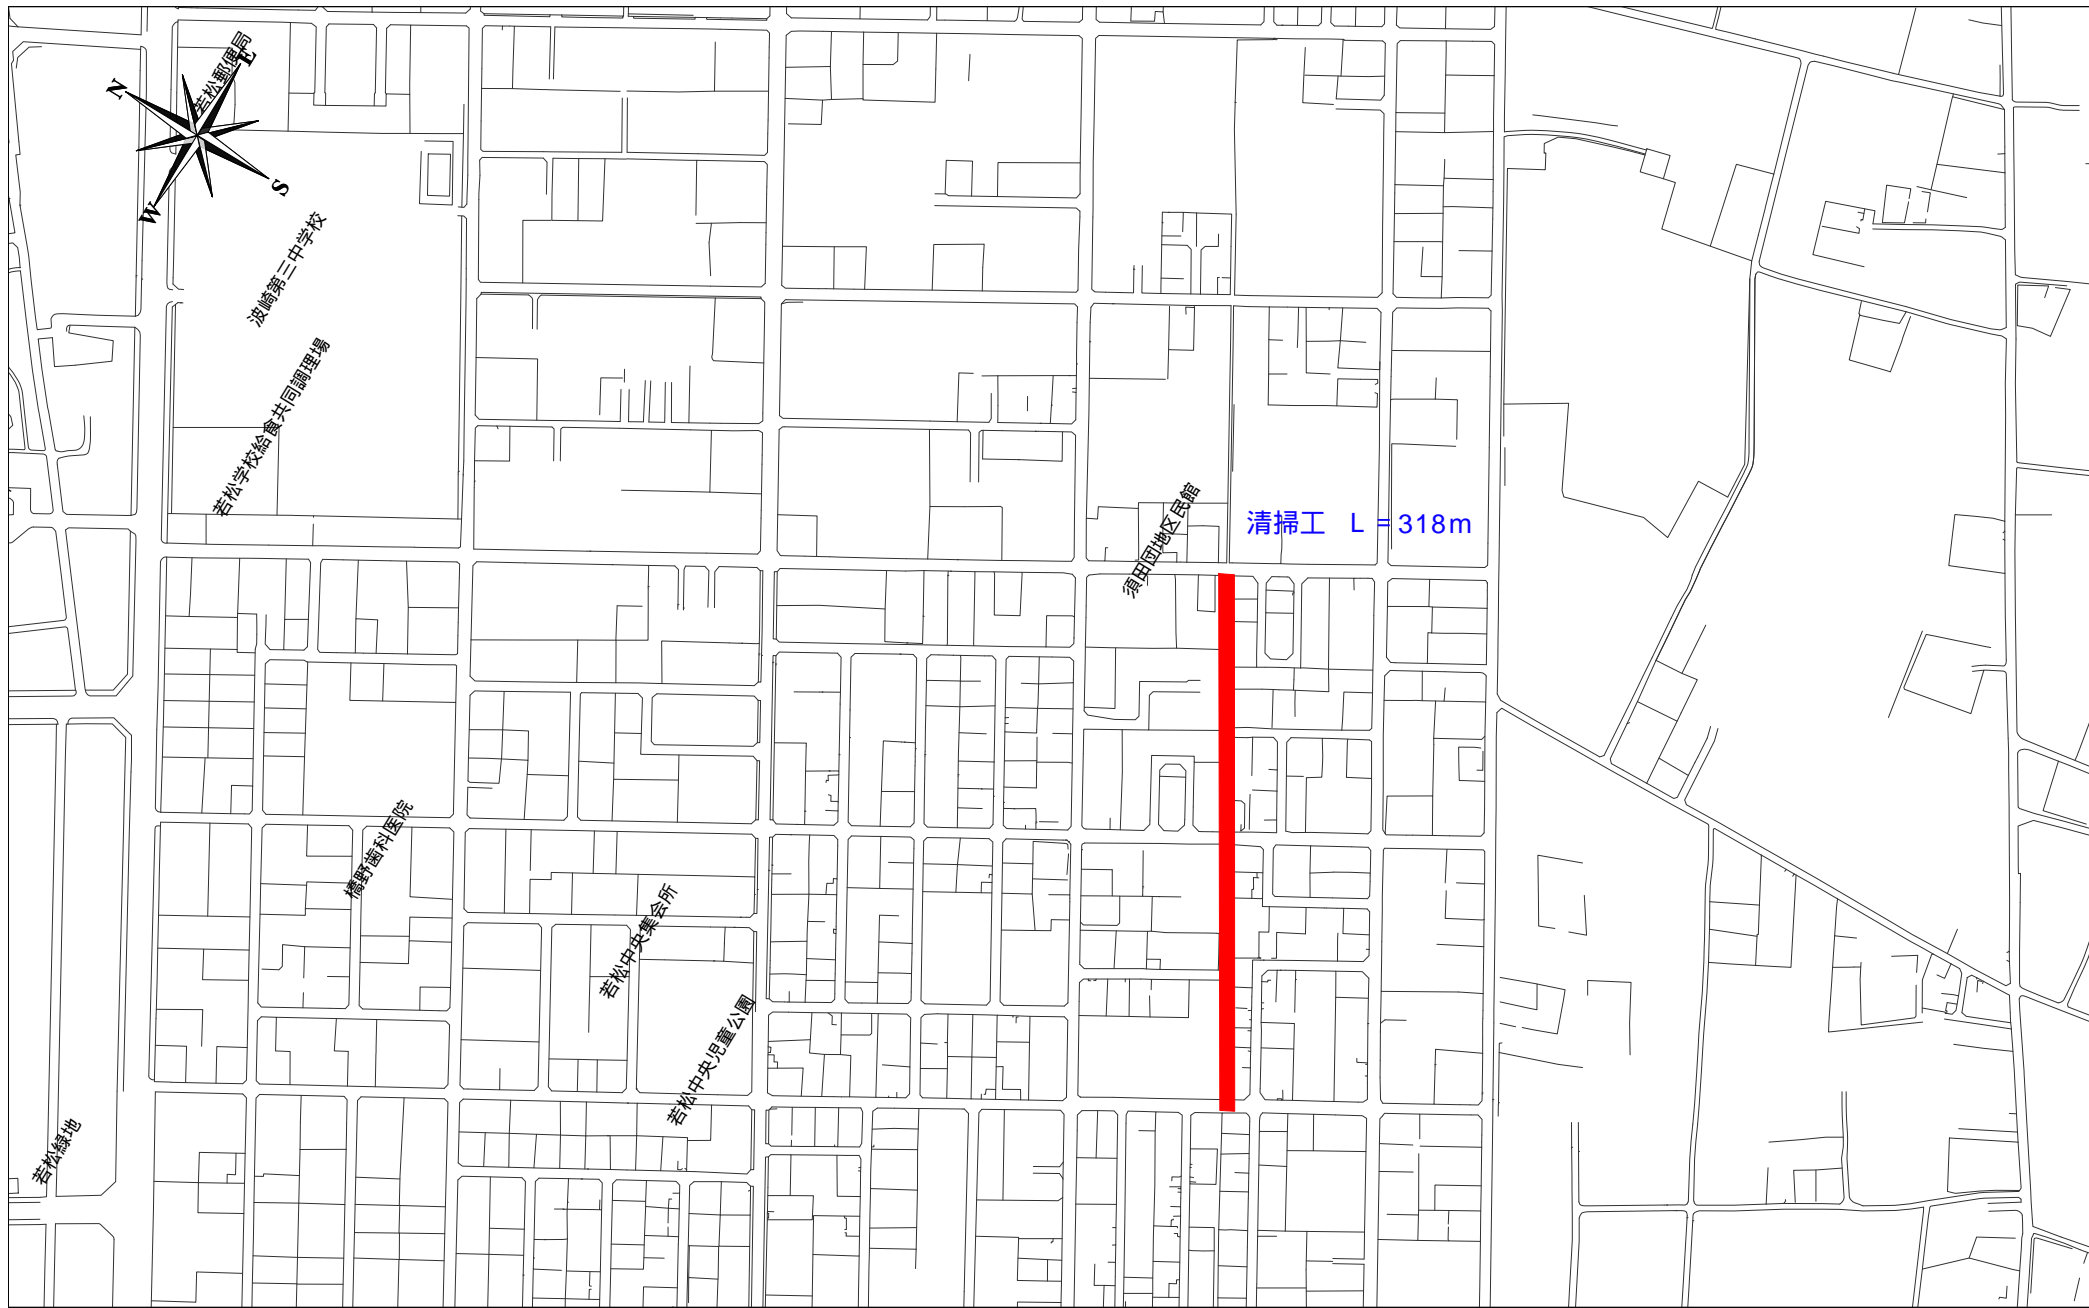 若松郵便局
N
E
S
W
波崎第三中学校
若松学校給食共同調理場
須田団地区民館
清掃工 L = 318m
橋野歯科医院
若松中央集会所
若松中央児童公園
若松緑地